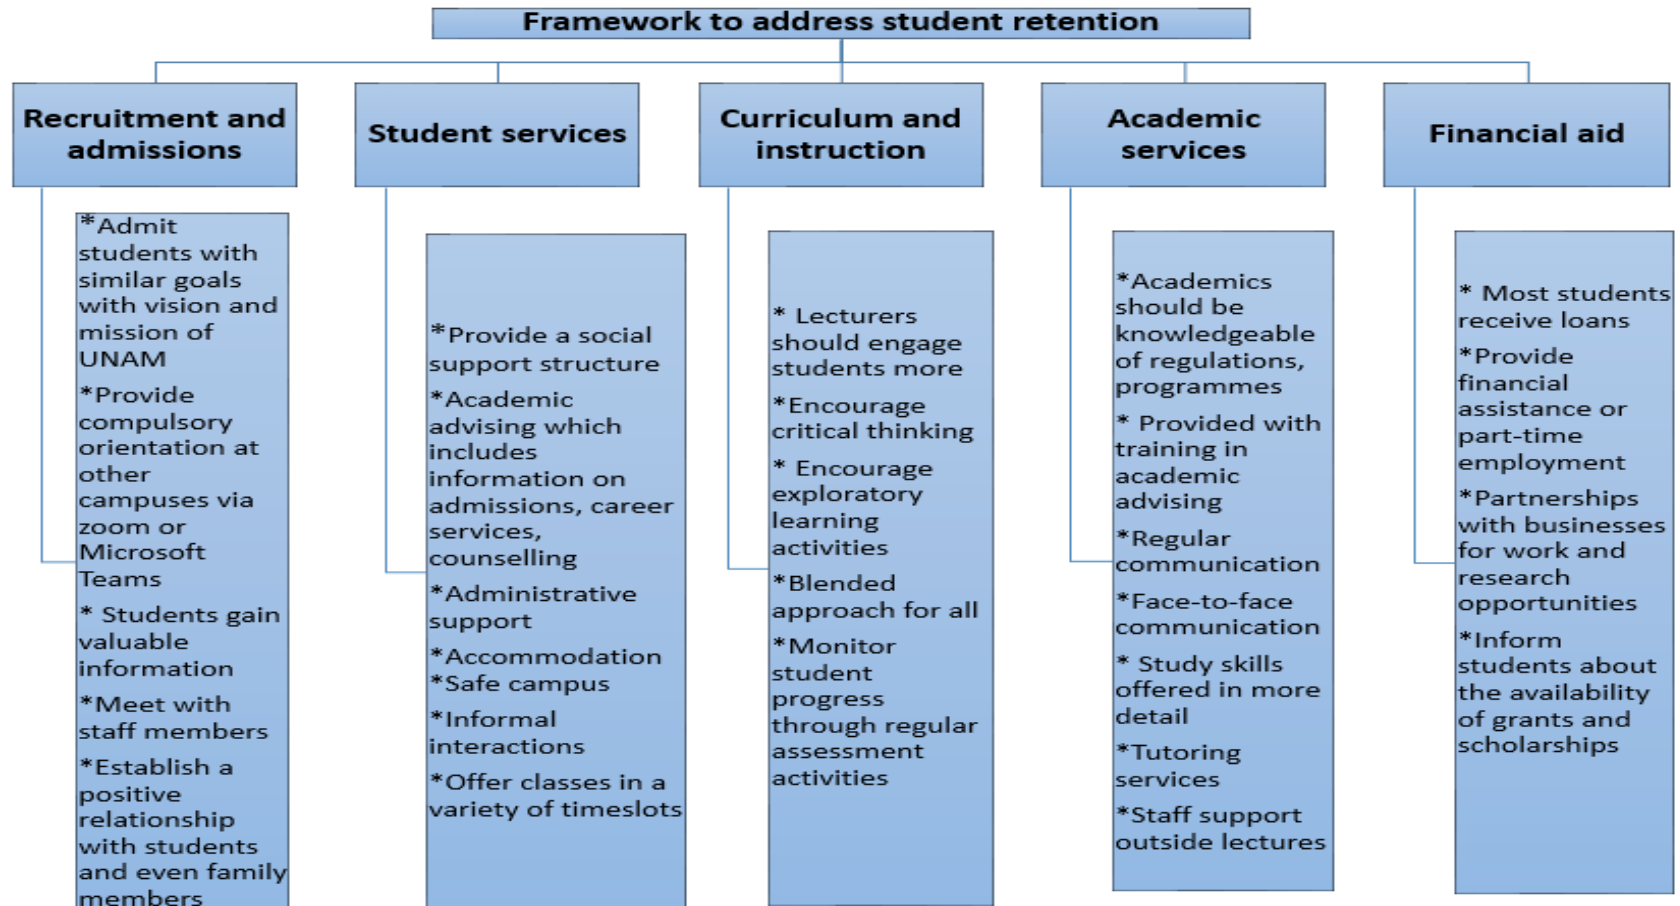 Framework to address student retention
Recruitment and
admissions
Student services
Curriculum and
instruction
Academic
services
Financial aid
*Admit
students with
similar goals
with vision and
mission of
UNAM
*Provide
compulsory
orientation at
other
campuses via
zoom or
Microsoft
Teams
* Students gain
valuable
information
*Meet with
staff members
*Establish a
positive
relationship
with students
and even family
members
*Provide a social
support structure
*Academic
advising which
includes
information on
admissions, career
services,
counselling
*Administrative
support
*Accommodation
*Safe campus
*Informal
interactions
*Offer classes in a
variety of timeslots
* Lecturers
should engage
students more
*Encourage
critical thinking
* Encourage
exploratory
learning
activities
*Blended
approach for all
*Monitor
student
progress
through regular
assessment
activities
*Academics
should be
knowledgeable
of regulations,
programmes
* Provided with
training in
academic
advising
*Regular
communication
*Face-to-face
communication
* Study skills
offered in more
detail
*Tutoring
services
*Staff support
outside lectures
* Most students
receive loans
*Provide
financial
assistance or
part-time
employment
*Partnerships
with businesses
for work and
research
opportunities
*Inform
students about
the availability
of grants and
scholarships